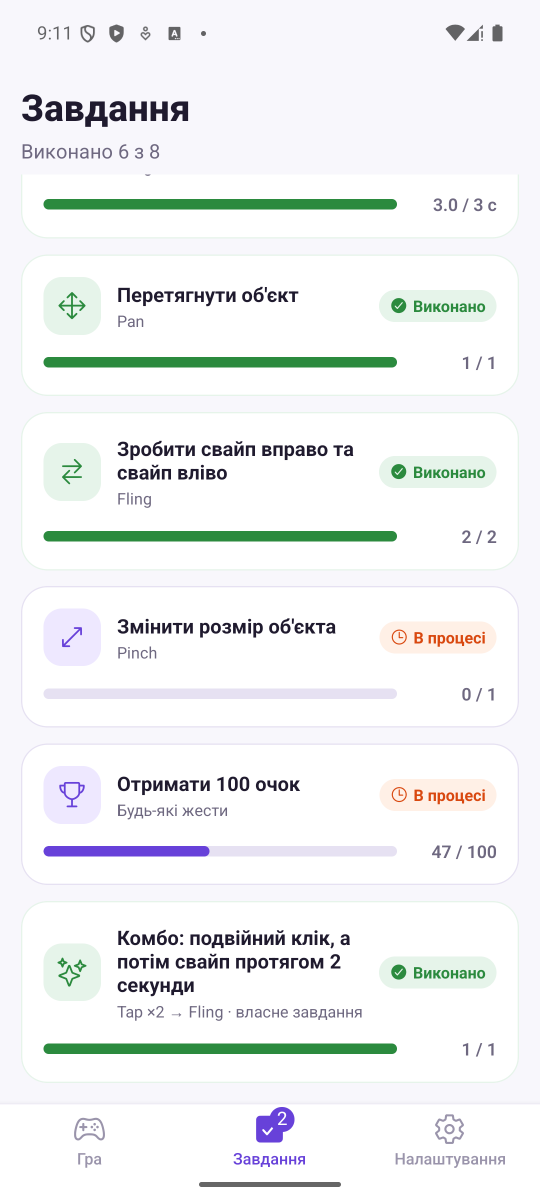 9:11
Завдання
Виконано 6 з 8
3.0 / 3 с
Перетягнути об'єкт
Виконано
Pan
1 / 1
Зробити свайп вправо та
свайп вліво
Виконано
Fling
2 / 2
Змінити розмір об'єкта
В процесі
Pinch
0 / 1
Отримати 100 очок
В процесі
Будь-які жести
47 / 100
Комбо: подвійний клік, а
потім свайп протягом 2
секунди
Виконано
Tap ×2 → Fling · власне завдання
1 / 1
2
Гра
Завдання
Налаштування